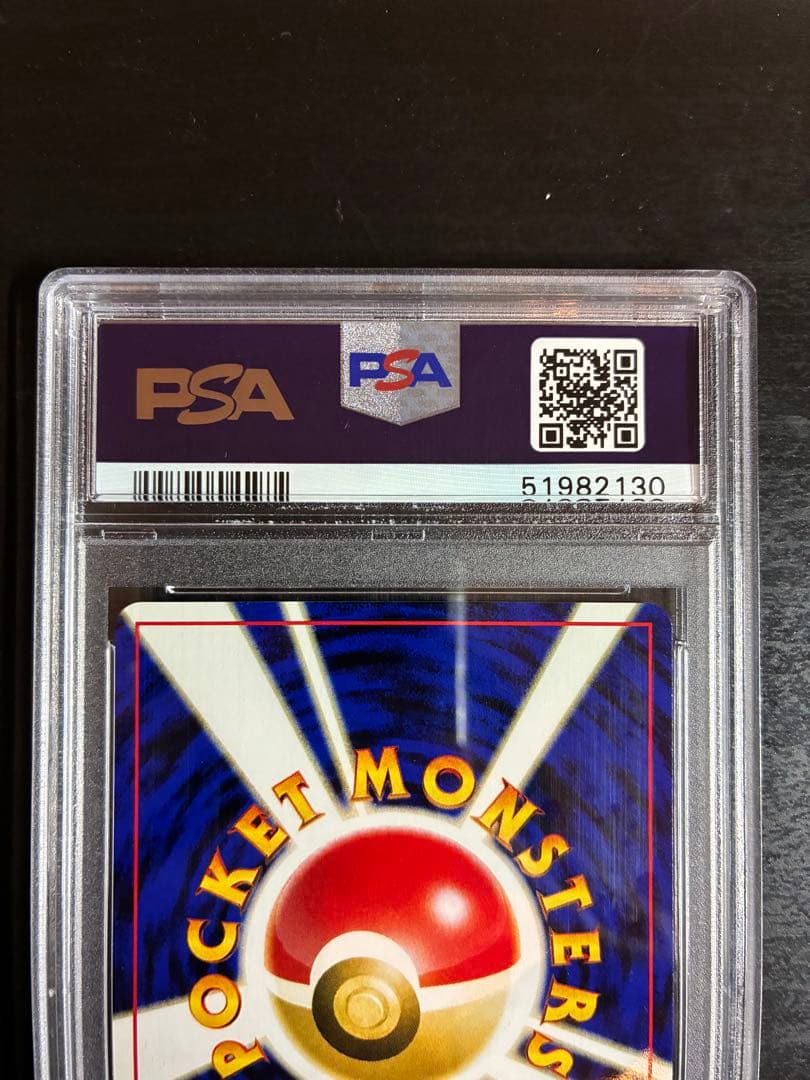 PSA
PSA
51982130
POCKET MONSTERS